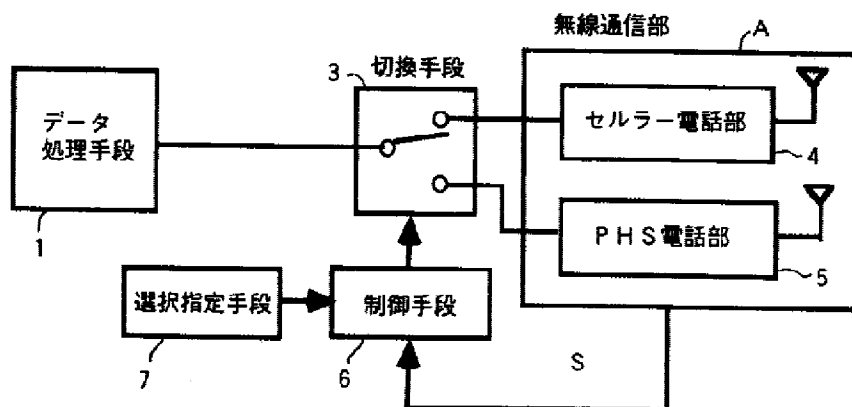 無線通信部
A
3
切換手段
データ
処理手段
セルラー電話部
4
1
PHS電話部
5
選択指定手段
制御手段
7
6
S